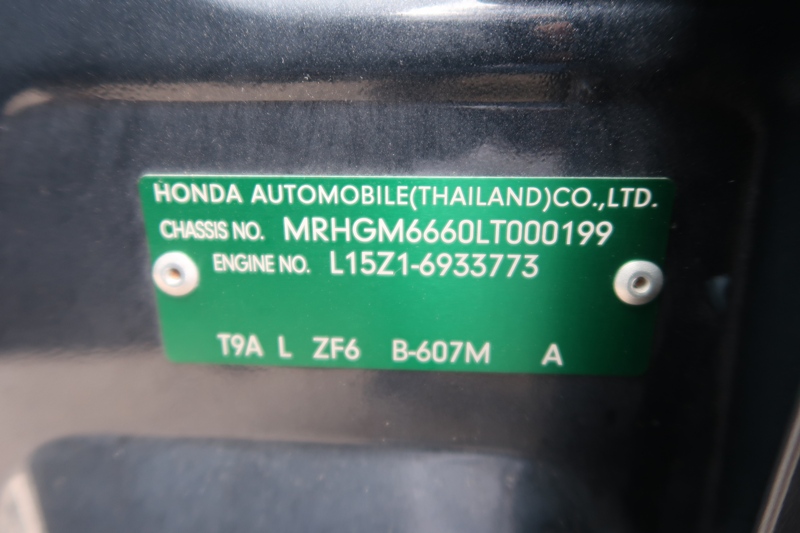 HONDA AUTOMOBILE(THAILAND)CO.,LTD.
CHASSIS NO. MRHGM6660LT000199
ENGINE NO. L15Z1-6933773
T9A L ZF6 B-607M A